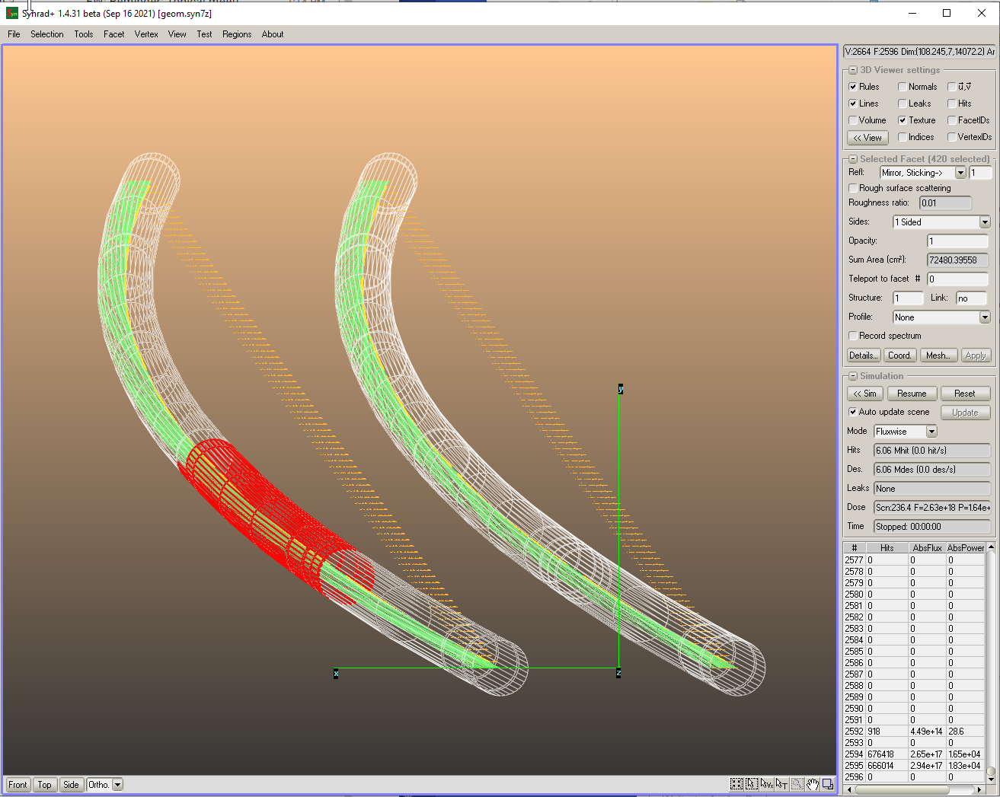 Synrad+ 1.4.31 beta (Sep 16 2021) [geom.syn7z]
File Selection Tools Facet Vertex View Test Regions About
V:2664 F:2596 Dim:(108.245,7,14072.2) Ar
3D Viewer settings
Rules Normals u,v
Lines Leaks Hits
Volume Texture FacetIDs
<< View Indices VertexIDs
Selected Facet (420 selected)
Refl: Mirror, Sticking-> 1
Rough surface scattering
Roughness ratio: 0.01
Sides: 1 Sided
Opacity: 1
Sum Area (cm²): 72480.39558
Teleport to facet # 0
Structure: 1 Link: no
Profile: None
Record spectrum
Details... Coord. Mesh... Apply
Simulation
<< Sim Resume Reset
Auto update scene Update
Mode Fluxwise
Hits 6.06 Mhit (0.0 hit/s)
Des. 6.06 Mdes (0.0 des/s)
Leaks None
Dose Scn:236.4 F=2.63e+18 P=1.64e+
Time Stopped: 00:00:00
# Hits AbsFlux AbsPower
2577 0 0 0
2578 0 0 0
2579 0 0 0
2580 0 0 0
2581 0 0 0
2582 0 0 0
2583 0 0 0
2584 0 0 0
2585 0 0 0
2586 0 0 0
2587 0 0 0
2588 0 0 0
2589 0 0 0
2590 0 0 0
2591 0 0 0
2592 918 4.49e+14 28.6
2593 0 0 0
2594 676418 2.65e+17 1.65e+04
2595 666014 2.94e+17 1.83e+04
2596 0 0 0
y
x
z
Front Top Side Ortho.